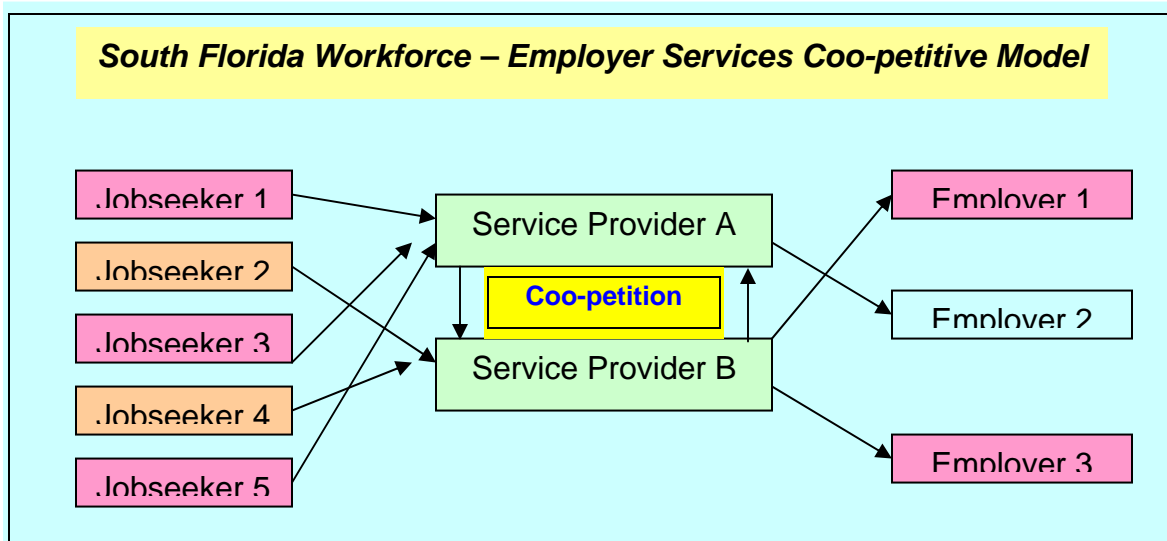 South Florida Workforce – Employer Services Coo-petitive Model
Jobseeker 1
Service Provider A
Employer 1
Jobseeker 2
Coo-petition
Employer 2
Jobseeker 3
Service Provider B
Jobseeker 4
Employer 3
Jobseeker 5